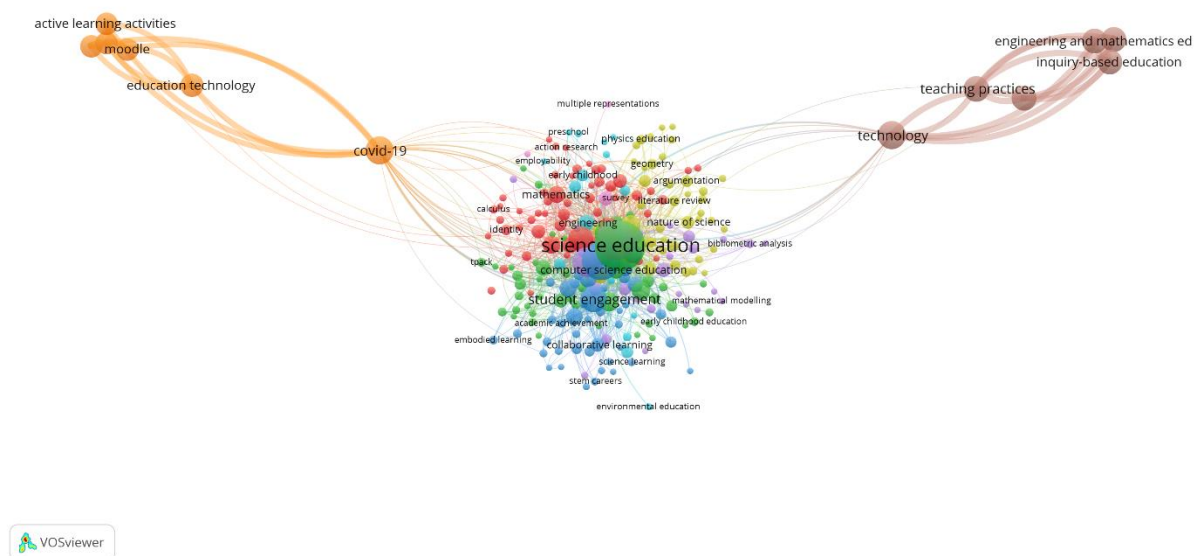 active learning activities
moodle
education technology
covid-19
engineering and mathematics ed
inquiry-based education
teaching practices
technology
multiple representations
preschool
physics education
action research
employability
geometry
early childhood
argumentation
mathematics
survey
literature review
calculus
identity
engineering
nature of science
science education
bibliometric analysis
tpack
computer science education
student engagement
mathematical modelling
academic achievement
early childhood education
embodied learning
collaborative learning
science learning
stem careers
environmental education
VOSviewer